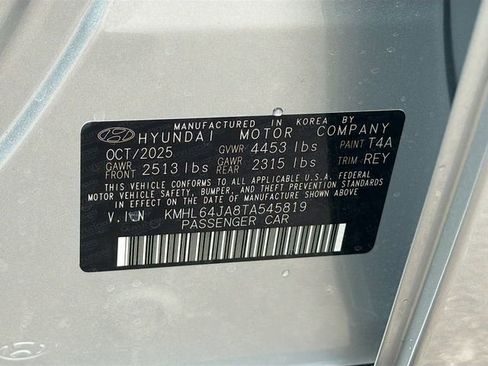 MANUFACTURED IN KOREA BY
HYUNDAI MOTOR COMPANY
OCT/2025 GVWR 4453 lbs PAINT T4A
GAWR FRONT 2513 lbs GAWR REAR 2315 lbs TRIM REY
THIS VEHICLE CONFORMS TO ALL APPLICABLE U.S.A. FEDERAL
MOTOR VEHICLE SAFETY, BUMPER, AND THEFT PREVENTION
STANDARDS IN EFFECT ON THE DATE OF MANUFACTURE SHOWN ABOVE.
V.I.N KMHL64JA8TA545819
PASSENGER CAR